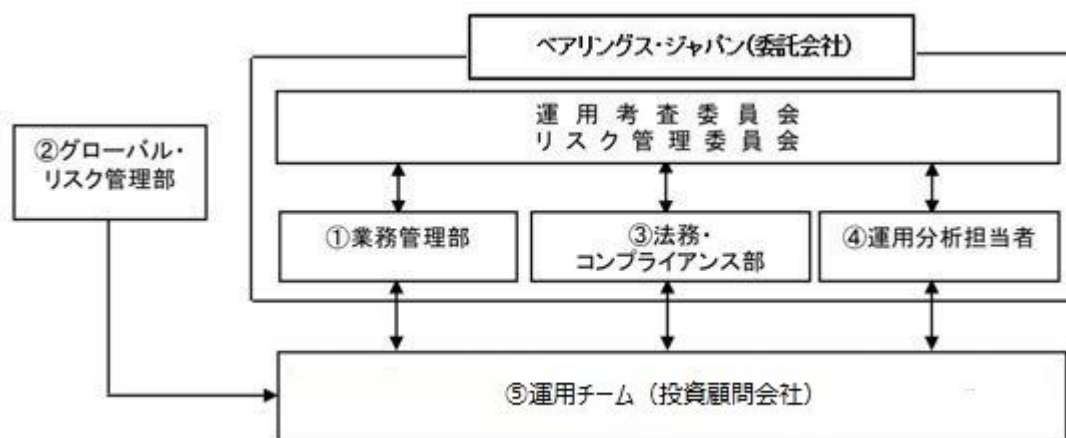 ベアリングス・ジャパン(委託会社)
運用考査委員会
リスク管理委員会
②グローバル・
リスク管理部
①業務管理部
③法務・
コンプライアンス部
④運用分析担当者
⑤運用チーム（投資顧問会社）